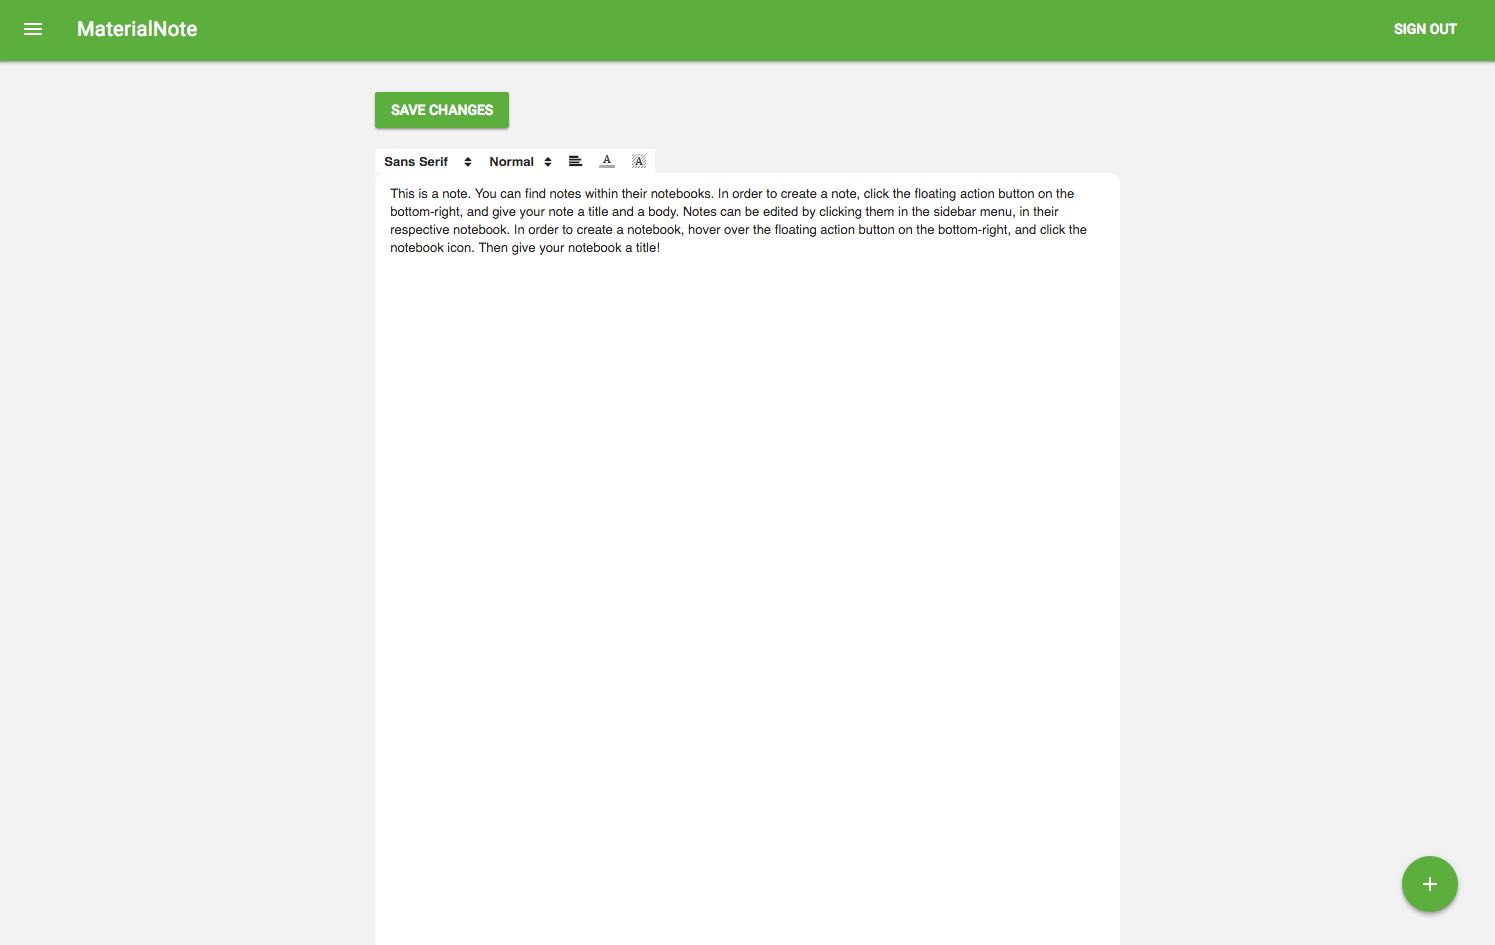 MaterialNote
SIGN OUT
SAVE CHANGES
Sans Serif Normal A A
This is a note. You can find notes within their notebooks. In order to create a note, click the floating action button on the
bottom-right, and give your note a title and a body. Notes can be edited by clicking them in the sidebar menu, in their
respective notebook. In order to create a notebook, hover over the floating action button on the bottom-right, and click the
notebook icon. Then give your notebook a title!